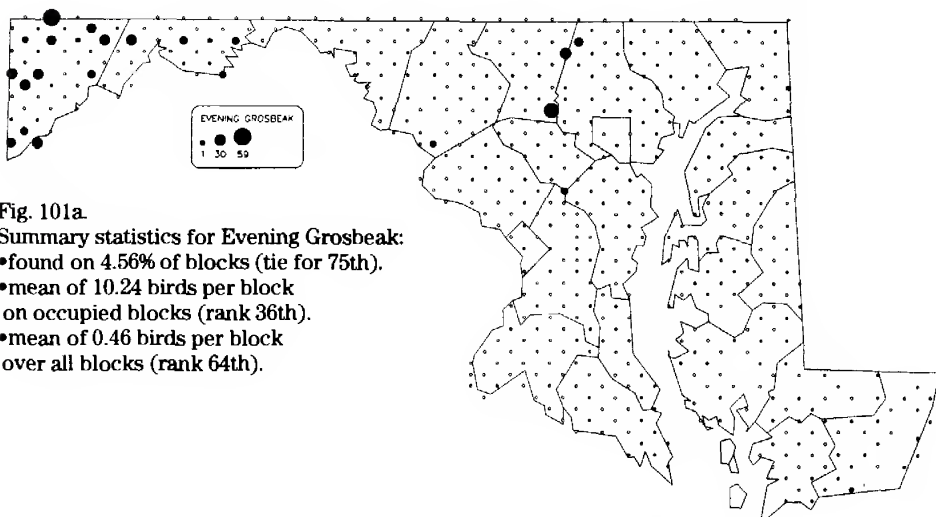 EVENING GROSBEAK
1 30 59
Fig. 101a.
Summary statistics for Evening Grosbeak:
•found on 4.56% of blocks (tie for 75th).
•mean of 10.24 birds per block
on occupied blocks (rank 36th).
•mean of 0.46 birds per block
over all blocks (rank 64th).